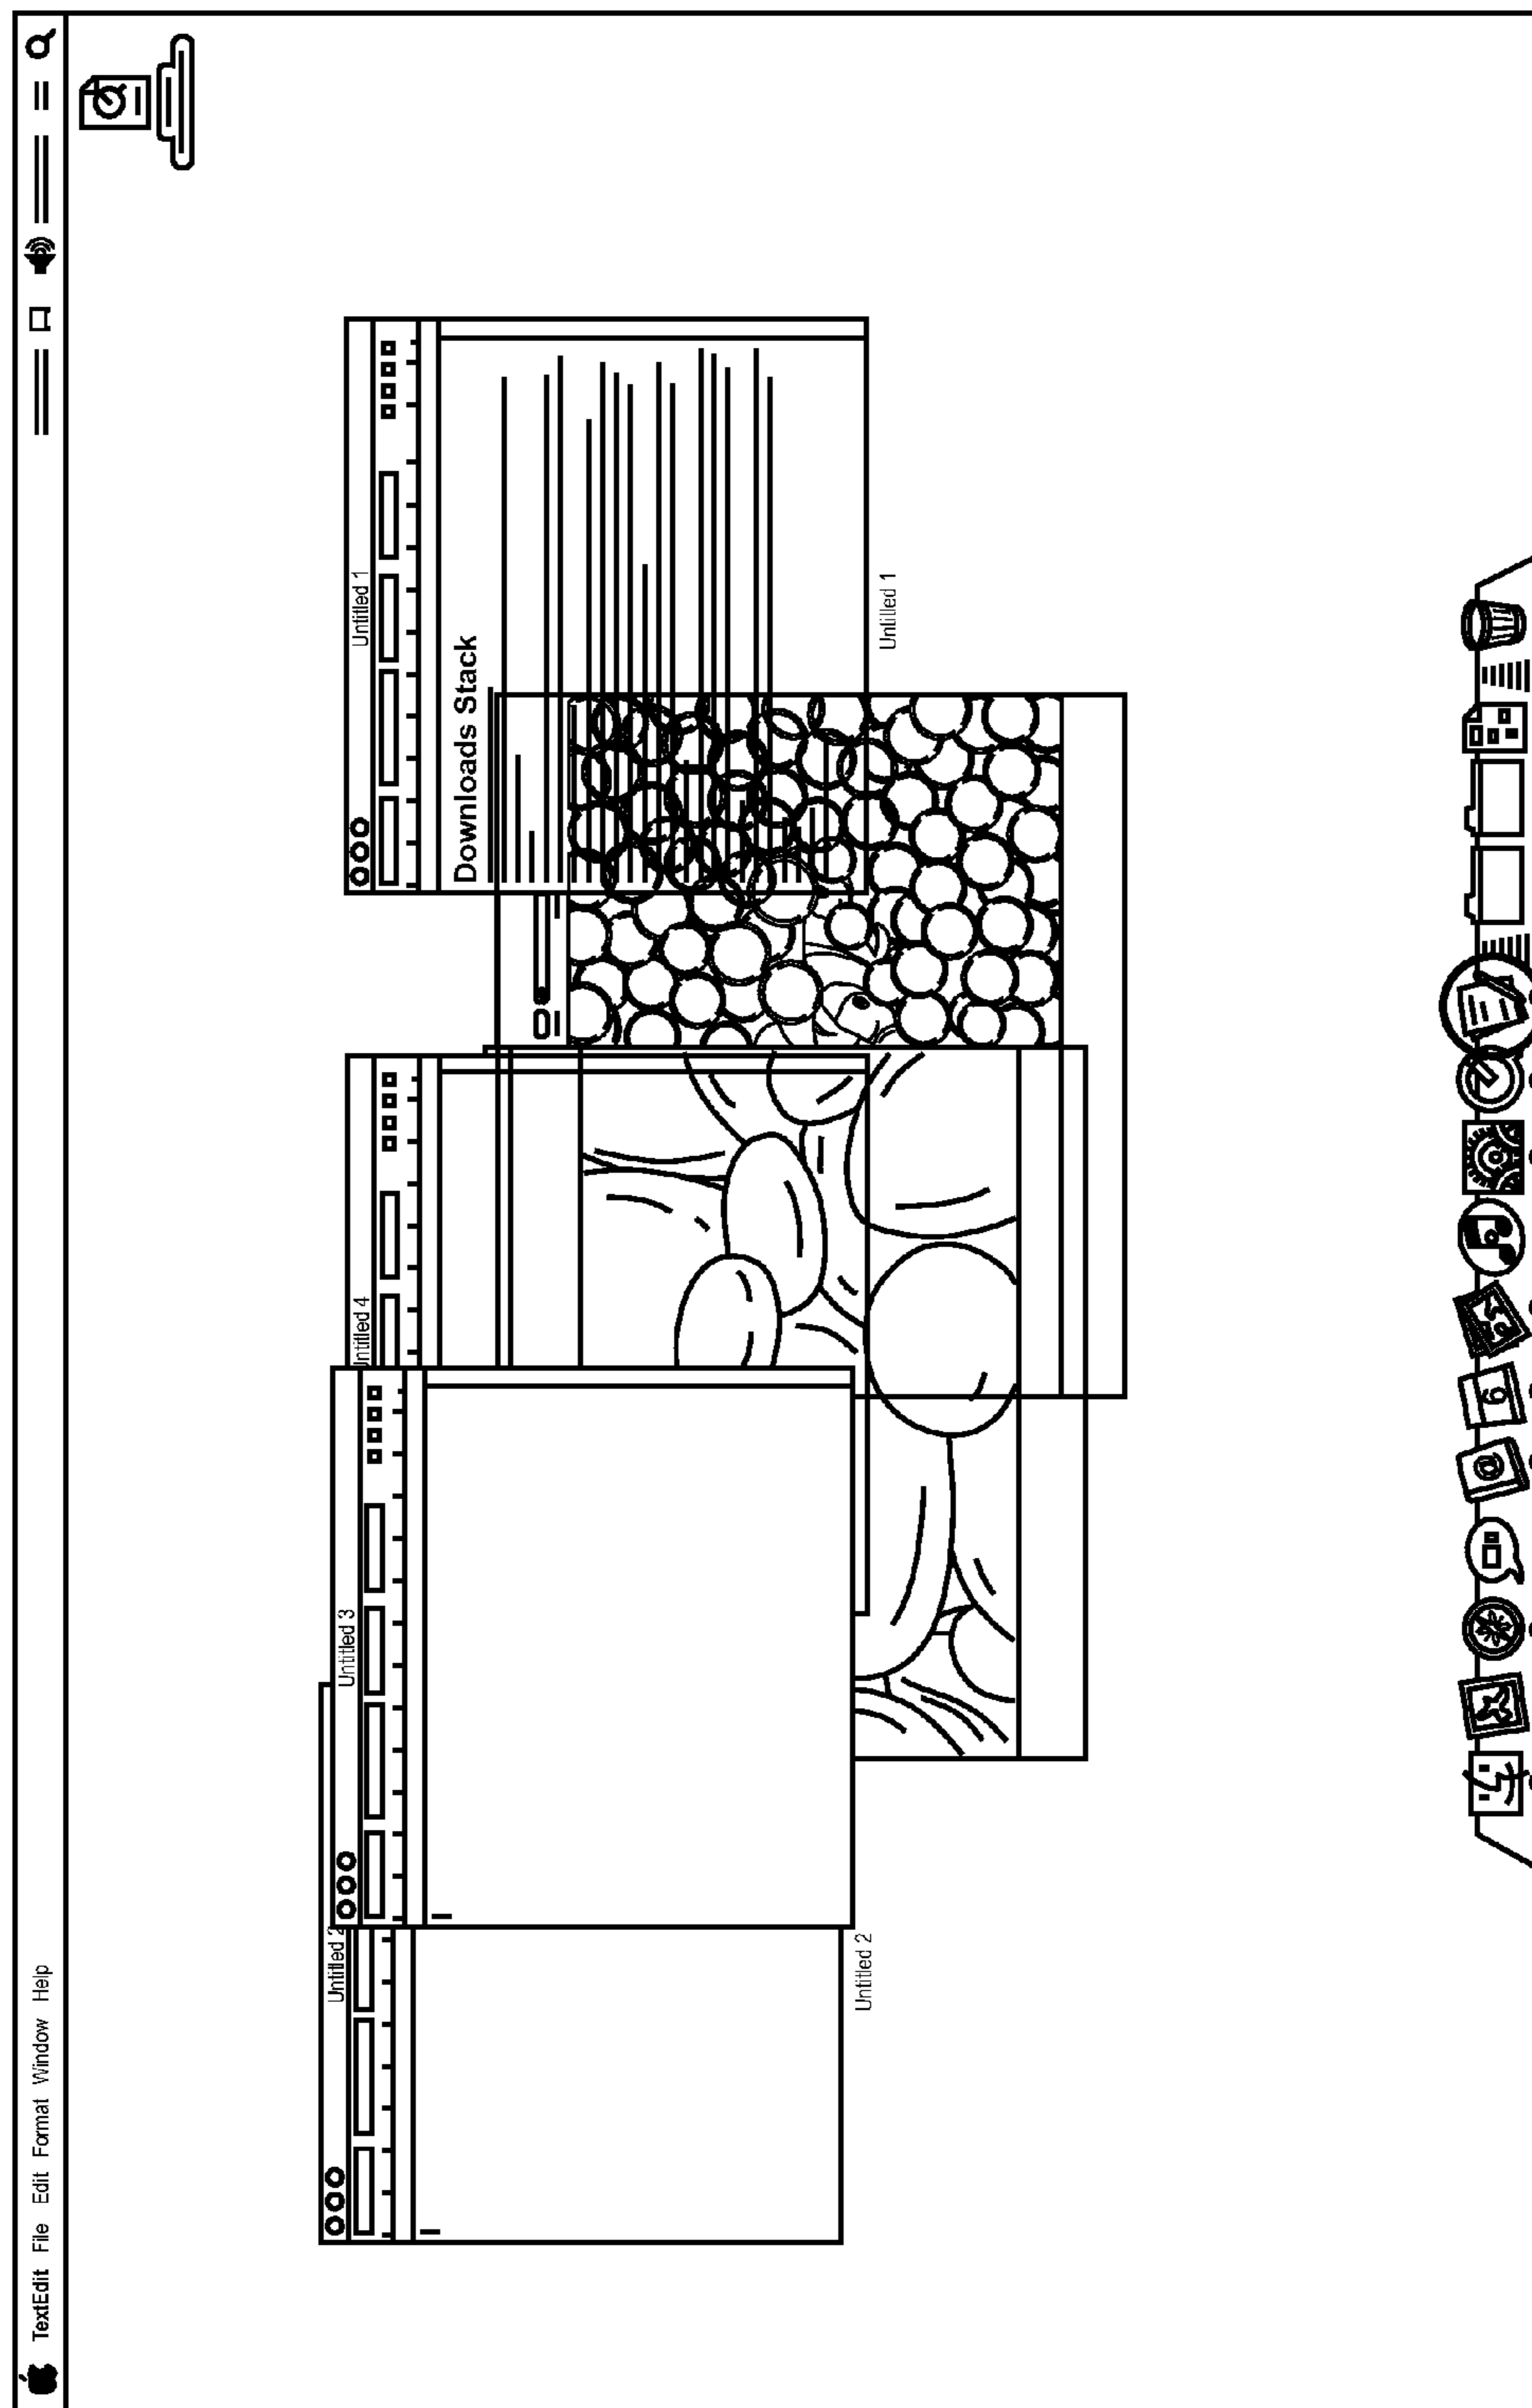 TextEdit File Edit Format Window Help
Untitled 2
Untitled 3
Untitled 4
Untitled 1
Downloads Stack
Untitled 2
Untitled 1
6
@